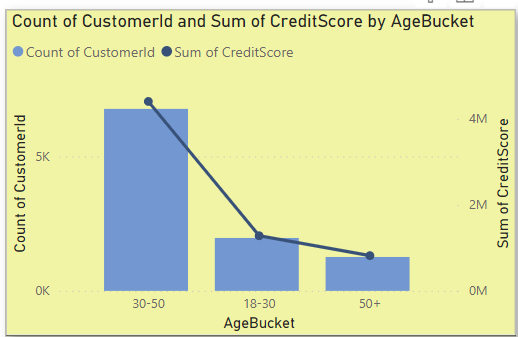 Count of CustomerId and Sum of CreditScore by AgeBucket
Count of CustomerId Sum of CreditScore
Count of CustomerId
5K
0K
4M
2M
0M
Sum of CreditScore
30-50 18-30 50+
AgeBucket